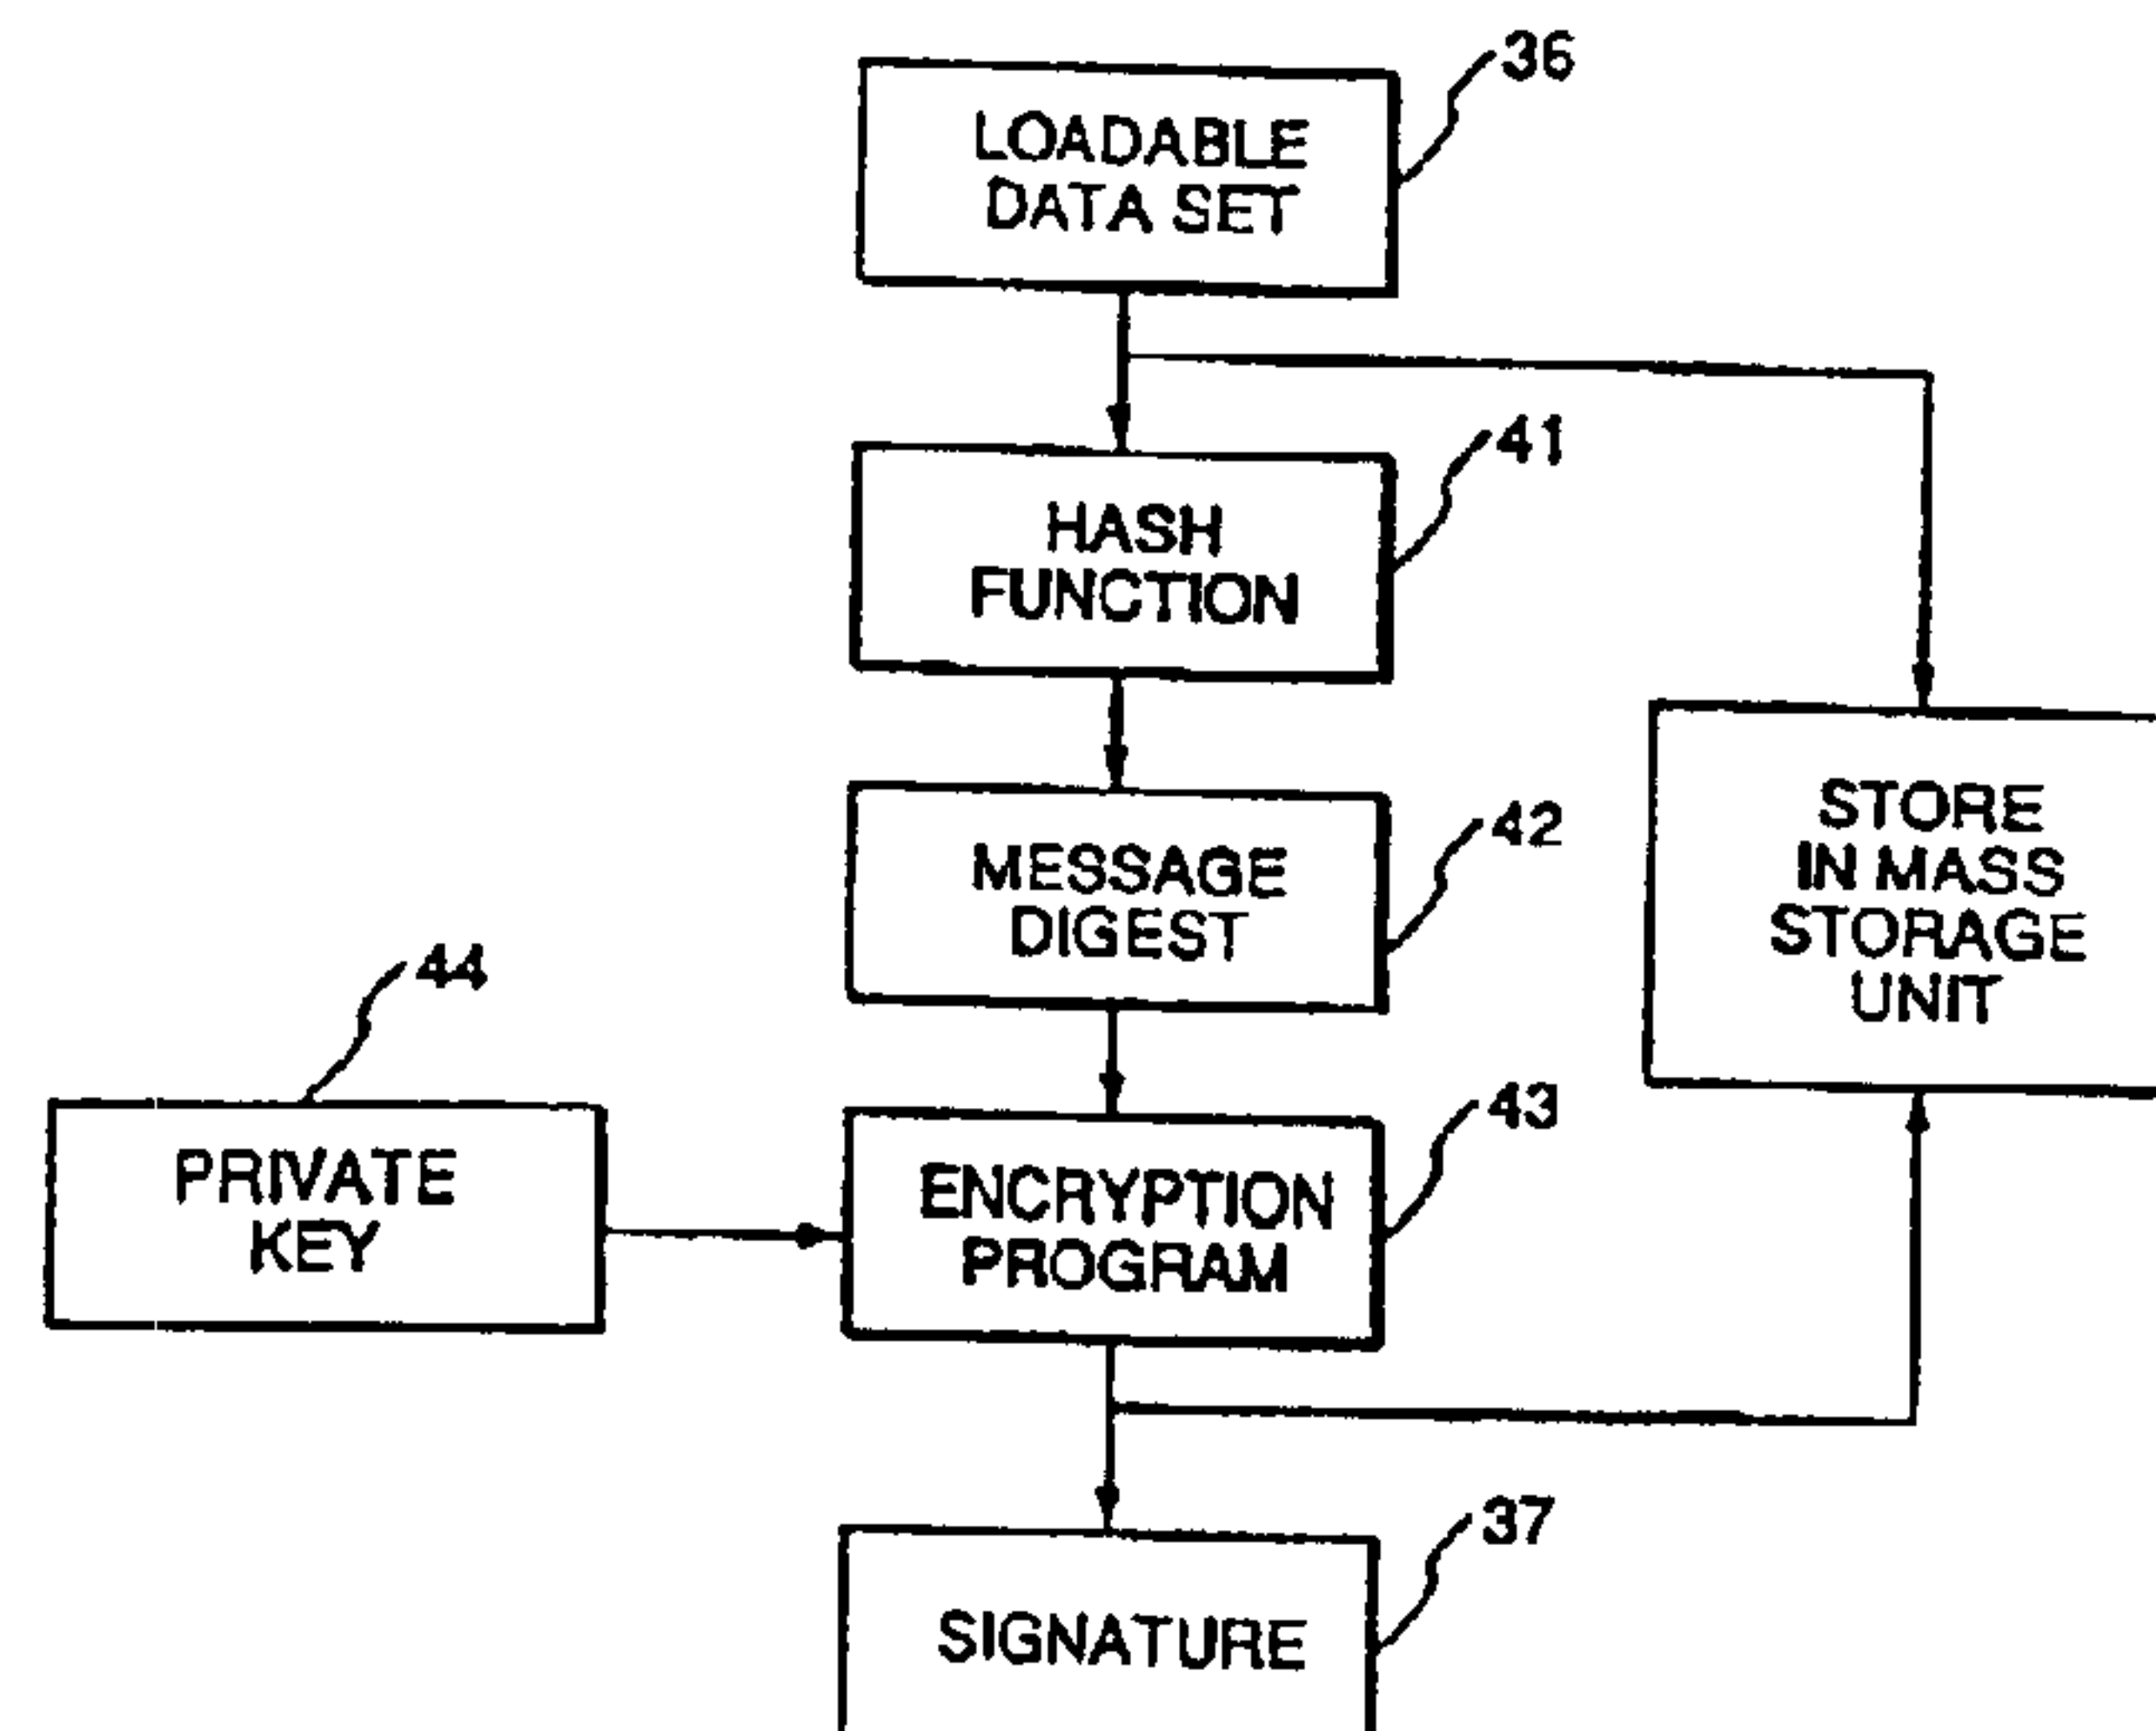 36
LOADABLE
DATA SET
41
HASH
FUNCTION
42
MESSAGE
DIGEST
STORE
IN MASS
STORAGE
UNIT
44
PRIVATE
KEY
43
ENCRYPTION
PROGRAM
37
SIGNATURE